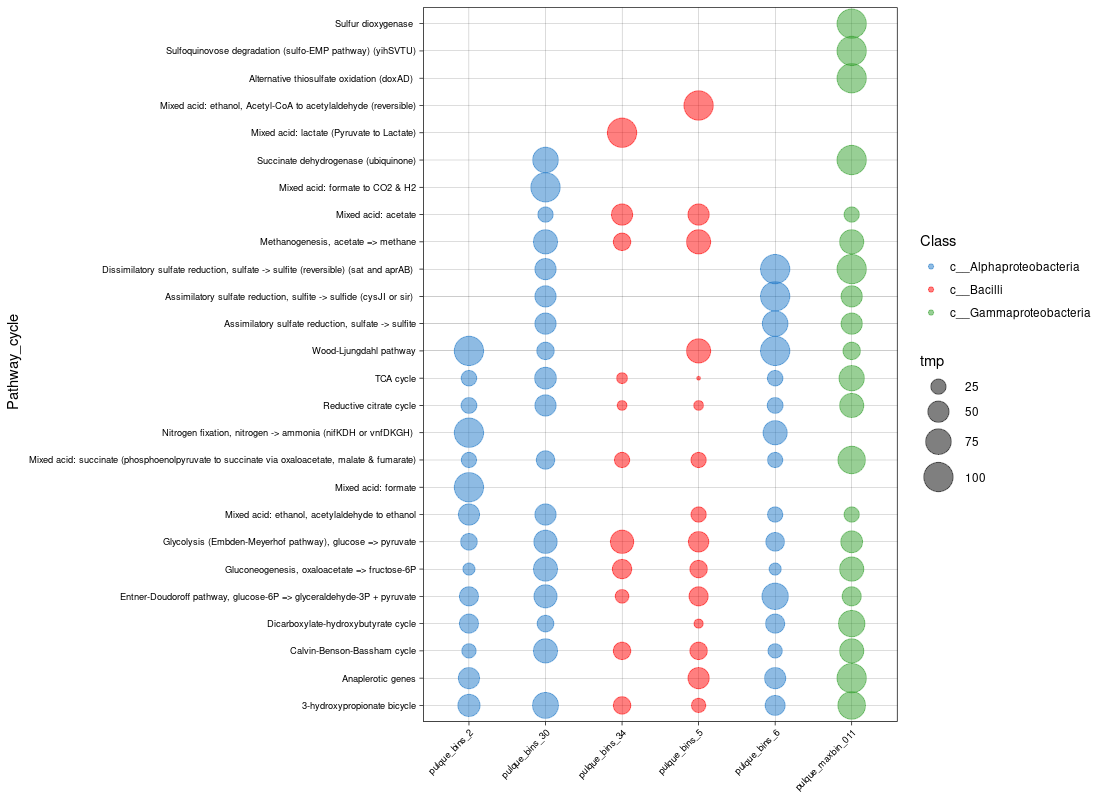 Pathway_cycle
Sulfur dioxygenase
Sulfoquinovose degradation (sulfo-EMP pathway) (yihSVTU)
Alternative thiosulfate oxidation (doxAD)
Mixed acid: ethanol, Acetyl-CoA to acetylaldehyde (reversible)
Mixed acid: lactate (Pyruvate to Lactate)
Succinate dehydrogenase (ubiquinone)
Mixed acid: formate to CO2 & H2
Mixed acid: acetate
Methanogenesis, acetate => methane
Dissimilatory sulfate reduction, sulfate -> sulfite (reversible) (sat and aprAB)
Assimilatory sulfate reduction, sulfite -> sulfide (cysJI or sir)
Assimilatory sulfate reduction, sulfate -> sulfite
Wood-Ljungdahl pathway
TCA cycle
Reductive citrate cycle
Nitrogen fixation, nitrogen -> ammonia (nifKDH or vnfDKGH)
Mixed acid: succinate (phosphoenolpyruvate to succinate via oxaloacetate, malate & fumarate)
Mixed acid: formate
Mixed acid: ethanol, acetylaldehyde to ethanol
Glycolysis (Embden-Meyerhof pathway), glucose => pyruvate
Gluconeogenesis, oxaloacetate => fructose-6P
Entner-Doudoroff pathway, glucose-6P => glyceraldehyde-3P + pyruvate
Dicarboxylate-hydroxybutyrate cycle
Calvin-Benson-Bassham cycle
Anaplerotic genes
3-hydroxypropionate bicycle
pulque_bins_2
pulque_bins_30
pulque_bins_34
pulque_bins_5
pulque_bins_6
pulque_maxbin_011
Class
c__Alphaproteobacteria
c__Bacilli
c__Gammaproteobacteria
tmp
25
50
75
100